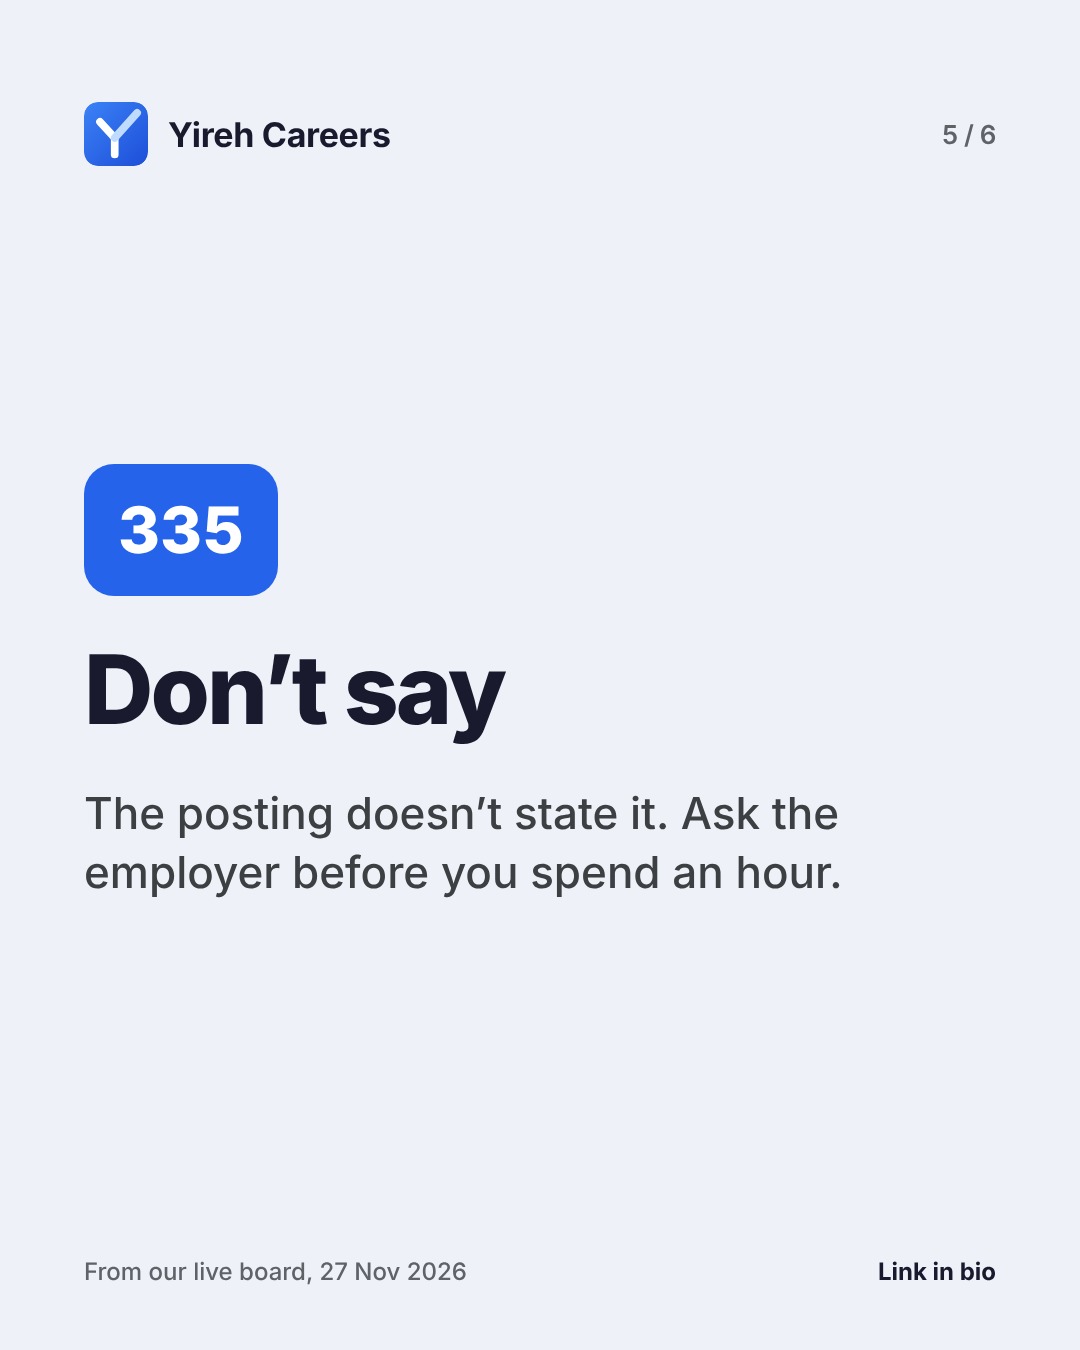 Yireh Careers
5 / 6
335
Don’t say
The posting doesn’t state it. Ask the
employer before you spend an hour.
From our live board, 27 Nov 2026
Link in bio